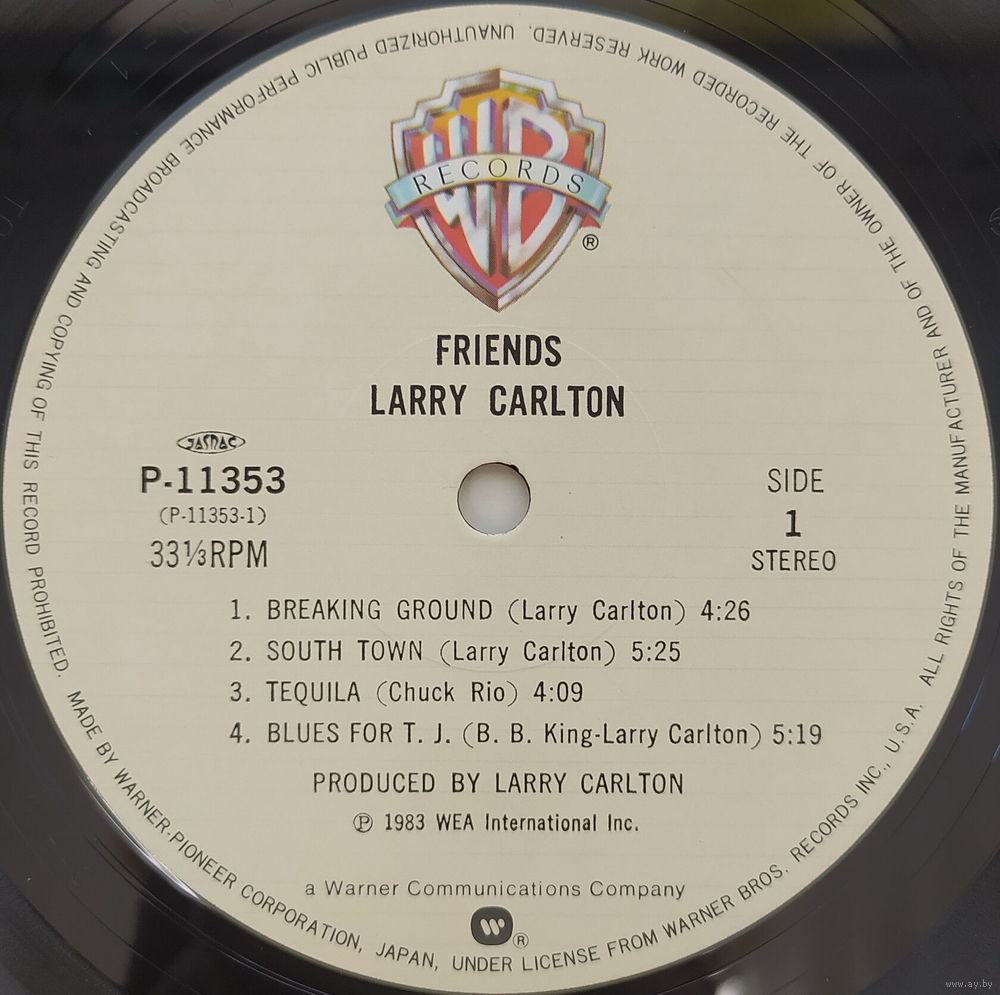 WB
RECORDS
®
FRIENDS
LARRY CARLTON
JASRAC
P-11353
(P-11353-1)
33⅓RPM
SIDE
1
STEREO
1. BREAKING GROUND (Larry Carlton) 4:26
2. SOUTH TOWN (Larry Carlton) 5:25
3. TEQUILA (Chuck Rio) 4:09
4. BLUES FOR T. J. (B. B. King-Larry Carlton) 5:19
PRODUCED BY LARRY CARLTON
Ⓟ 1983 WEA International Inc.
a Warner Communications Company
®
MADE BY WARNER-PIONEER CORPORATION, JAPAN, UNDER LICENSE FROM WARNER BROS. RECORDS INC., U.S.A. ALL RIGHTS OF THE MANUFACTURER AND OF THE OWNER OF THE RECORDED WORK RESERVED. UNAUTHORIZED PUBLIC PERFORMANCE BROADCASTING AND COPYING OF THIS RECORD PROHIBITED.
www.ay.by